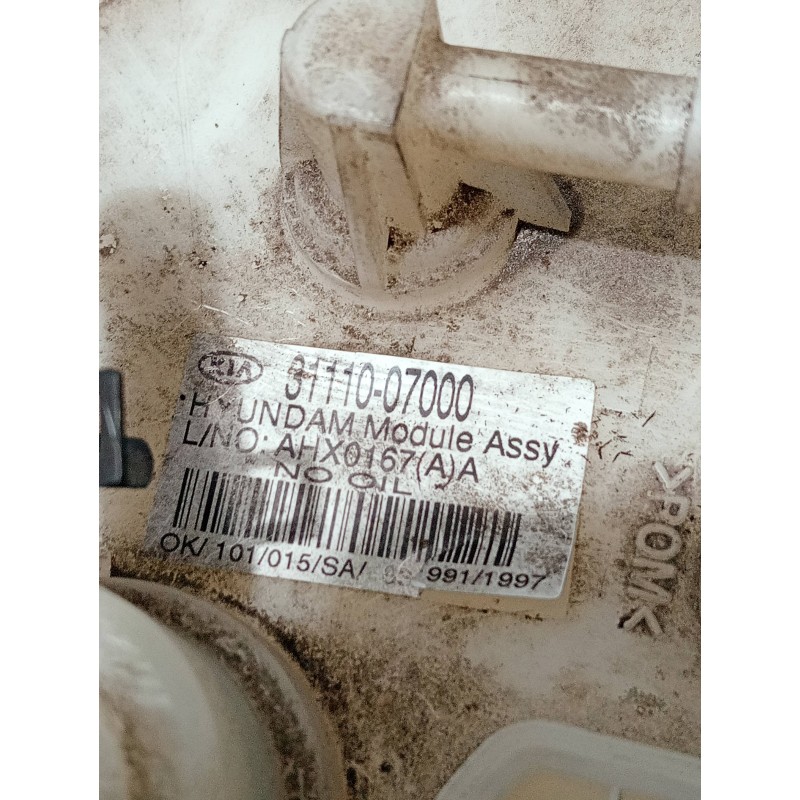 KIA 31110-07000
HYUNDAM Module Assy
L/NO: AHX0167(A)A
NO OIL
OK/ 101/015/SA/ 991/1997
>POM<